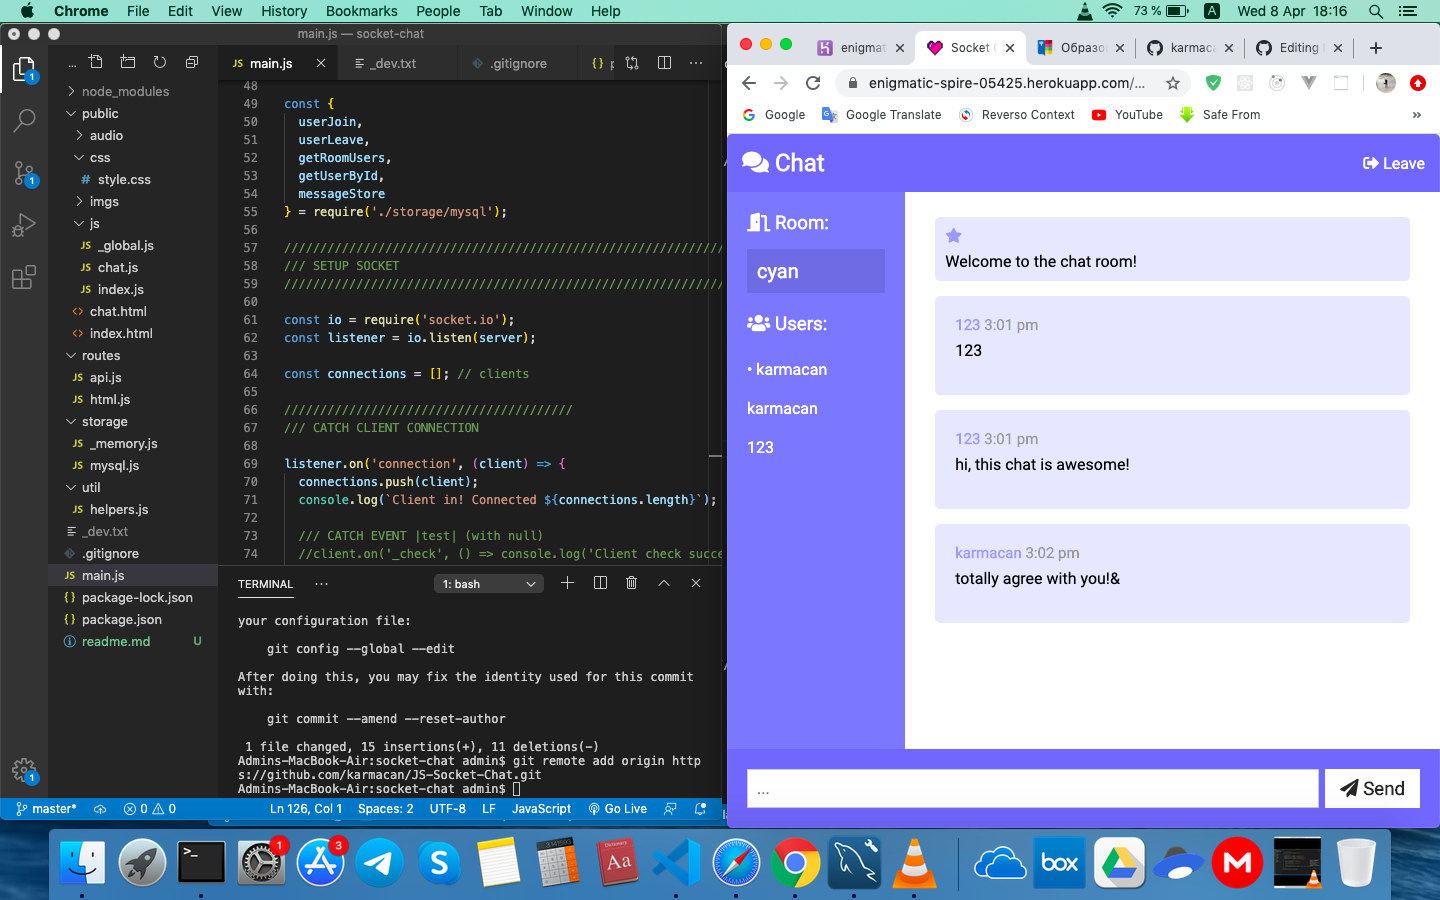 Chrome File Edit View History Bookmarks People Tab Window Help 73 % A Wed 8 Apr 18:16
main.js — socket-chat
main.js _dev.txt .gitignore
node_modules
public
audio
css
style.css
imgs
js
_global.js
chat.js
index.js
chat.html
index.html
routes
api.js
html.js
storage
_memory.js
mysql.js
util
helpers.js
_dev.txt
.gitignore
main.js
package-lock.json
package.json
readme.md U
48
49 const {
50 userJoin,
51 userLeave,
52 getRoomUsers,
53 getUserById,
54 messageStore
55 } = require('./storage/mysql');
56
57 /////////////////////////////////////////////////////////////
58 /// SETUP SOCKET
59 /////////////////////////////////////////////////////////////
60
61 const io = require('socket.io');
62 const listener = io.listen(server);
63
64 const connections = []; // clients
65
66 ////////////////////////////////////////
67 /// CATCH CLIENT CONNECTION
68
69 listener.on('connection', (client) => {
70 connections.push(client);
71 console.log(`Client in! Connected ${connections.length}`);
72
73 /// CATCH EVENT |test| (with null)
74 //client.on('_check', () => console.log('Client check succe
TERMINAL ··· 1: bash
your configuration file:
git config --global --edit
After doing this, you may fix the identity used for this commit
with:
git commit --amend --reset-author
1 file changed, 15 insertions(+), 11 deletions(-)
Admins-MacBook-Air:socket-chat admin$ git remote add origin http
s://github.com/karmacan/JS-Socket-Chat.git
Admins-MacBook-Air:socket-chat admin$
master* 0 0 Ln 126, Col 1 Spaces: 2 UTF-8 LF JavaScript Go Live
enigmat Socket Образо karmac Editing
enigmatic-spire-05425.herokuapp.com/...
Google Google Translate Reverso Context YouTube Safe From »
Chat Leave
Room:
cyan
Users:
• karmacan
karmacan
123
Welcome to the chat room!
123 3:01 pm
123
123 3:01 pm
hi, this chat is awesome!
karmacan 3:02 pm
totally agree with you!&
...
Send
1
3
Aa
box